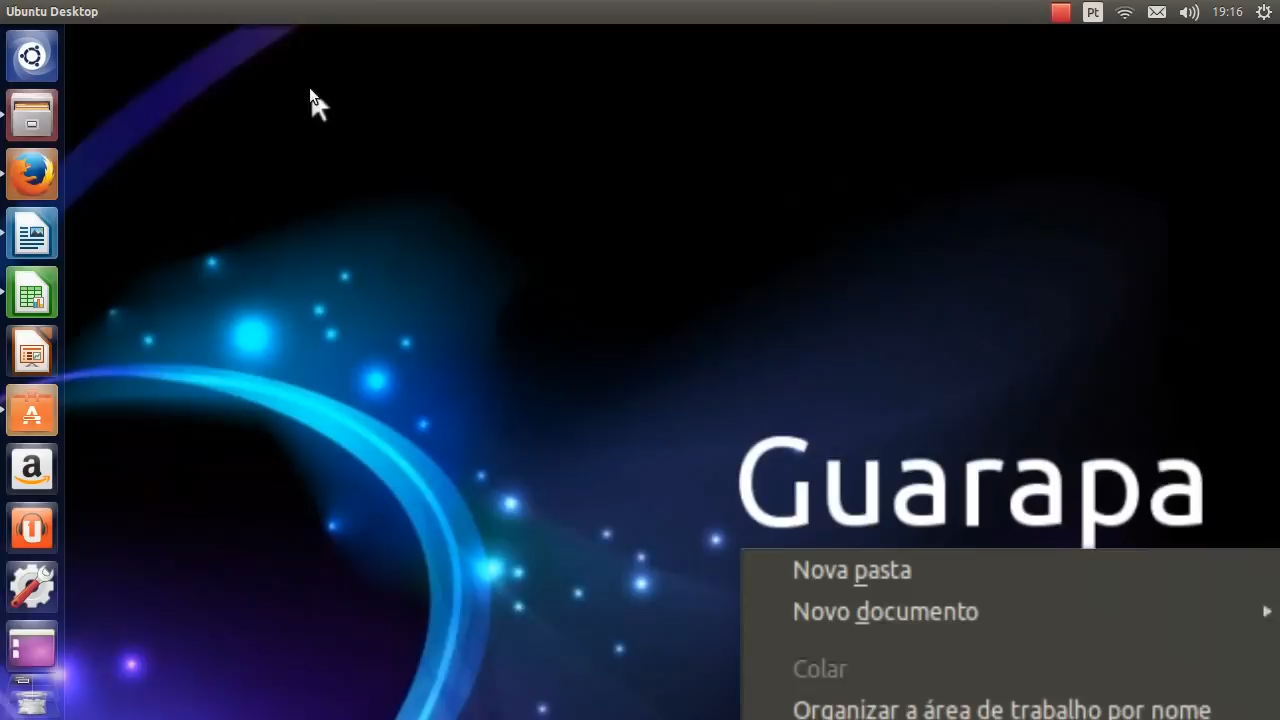 Ubuntu Desktop
Pt
19:16
Guarapa
Nova pasta
Novo documento
Colar
Organizar a área de trabalho por nome